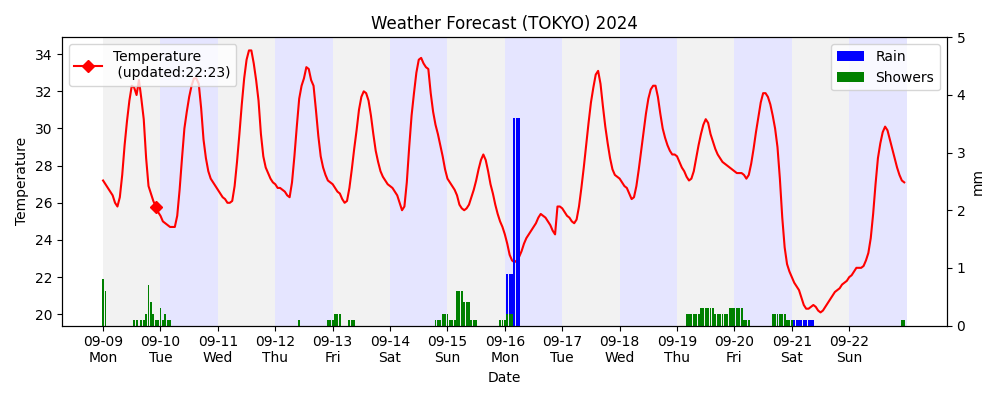 Weather Forecast (TOKYO) 2024
Temperature
(updated:22:23)
Rain
Showers
Temperature
34
32
30
28
26
24
22
20
5
4
3
2
1
0
mm
09-09 09-10 09-11 09-12 09-13 09-14 09-15 09-16 09-17 09-18 09-19 09-20 09-21 09-22
Mon Tue Wed Thu Fri Sat Sun Mon Tue Wed Thu Fri Sat Sun
Date